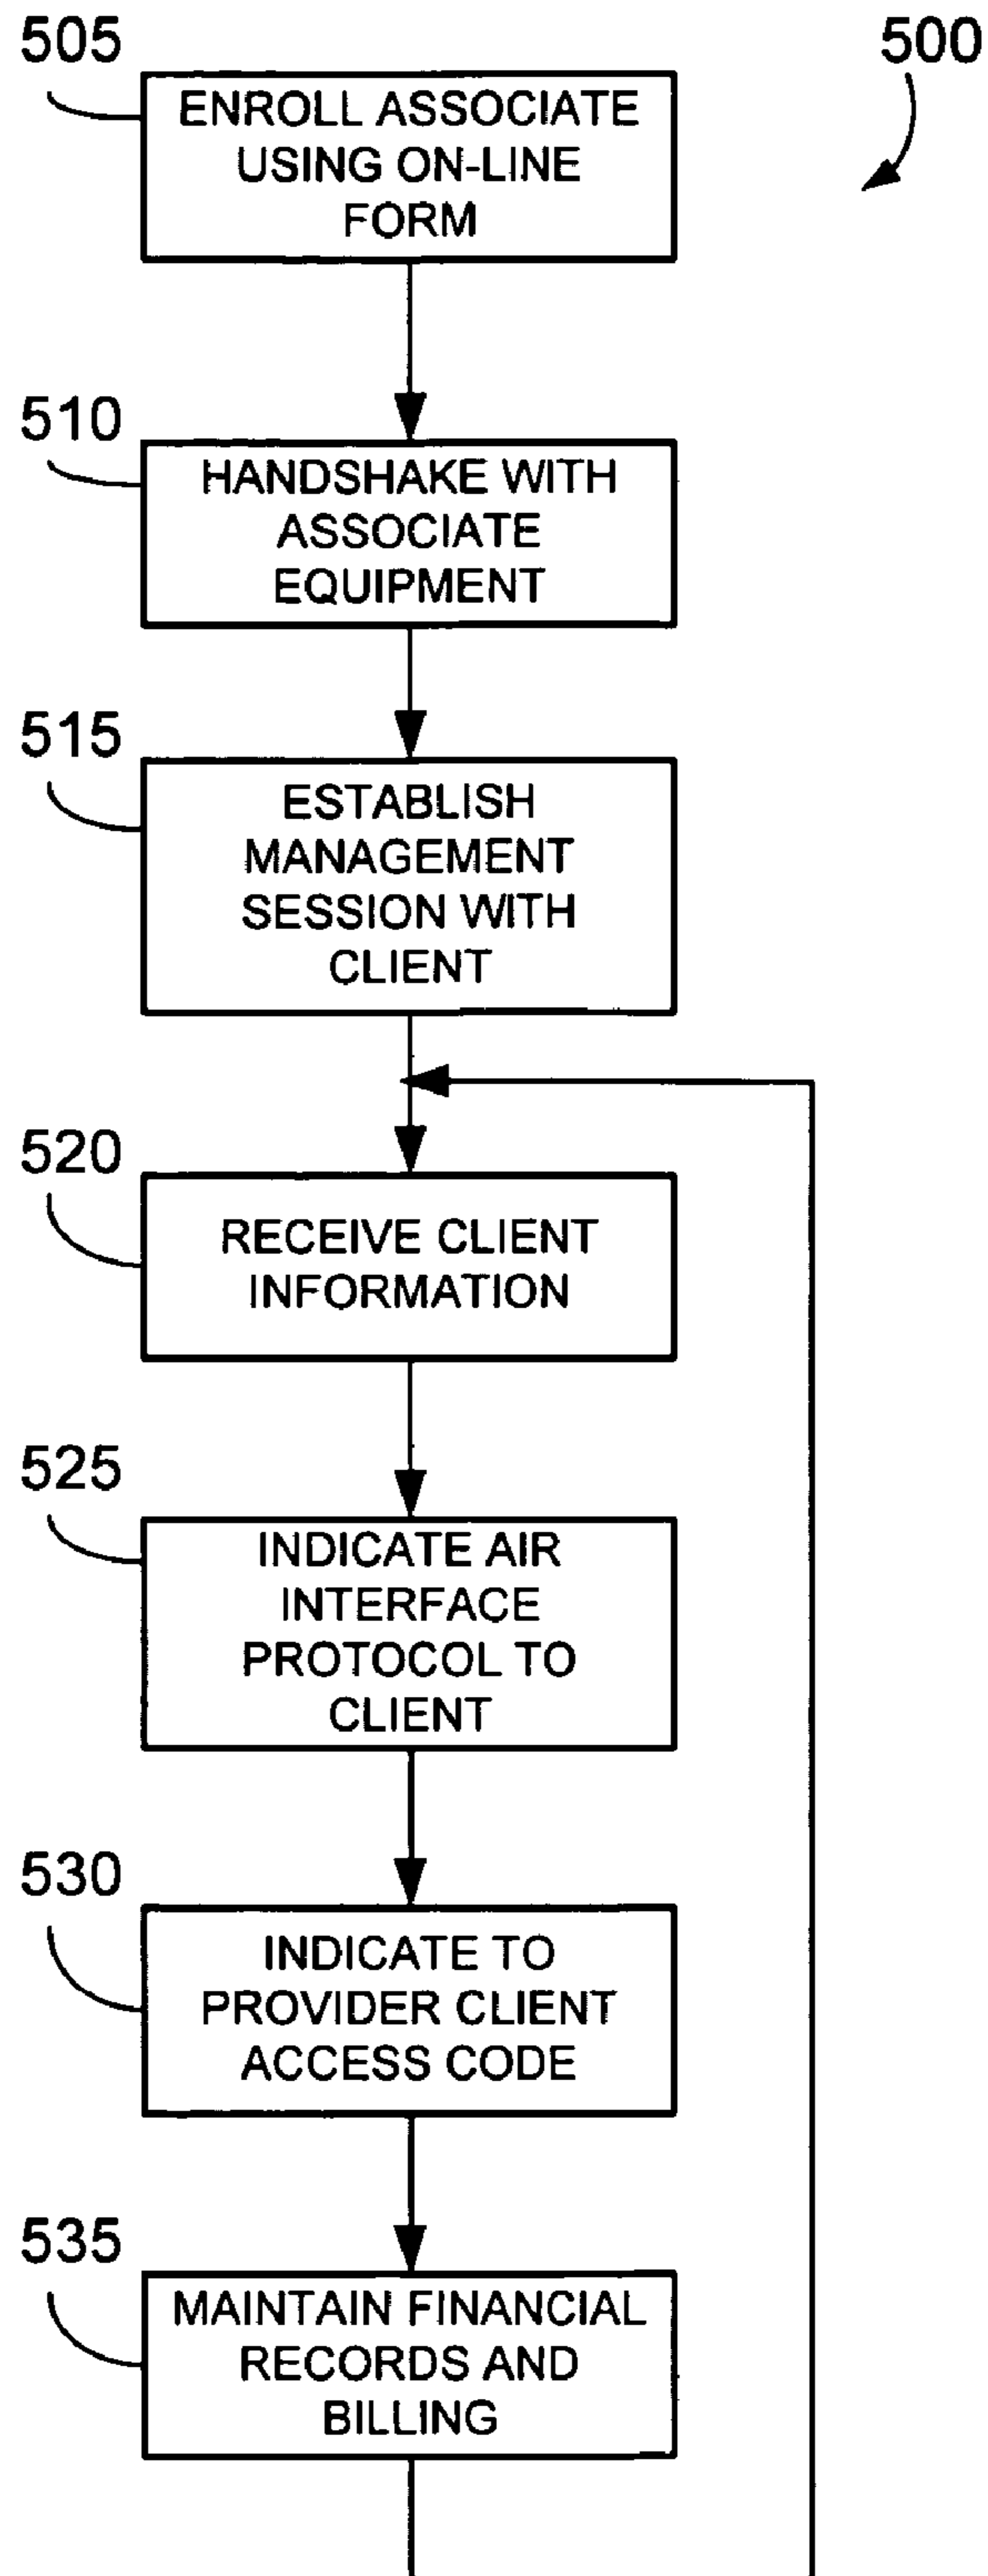 505
500
ENROLL ASSOCIATE
USING ON-LINE
FORM
510
HANDSHAKE WITH
ASSOCIATE
EQUIPMENT
515
ESTABLISH
MANAGEMENT
SESSION WITH
CLIENT
520
RECEIVE CLIENT
INFORMATION
525
INDICATE AIR
INTERFACE
PROTOCOL TO
CLIENT
530
INDICATE TO
PROVIDER CLIENT
ACCESS CODE
535
MAINTAIN FINANCIAL
RECORDS AND
BILLING